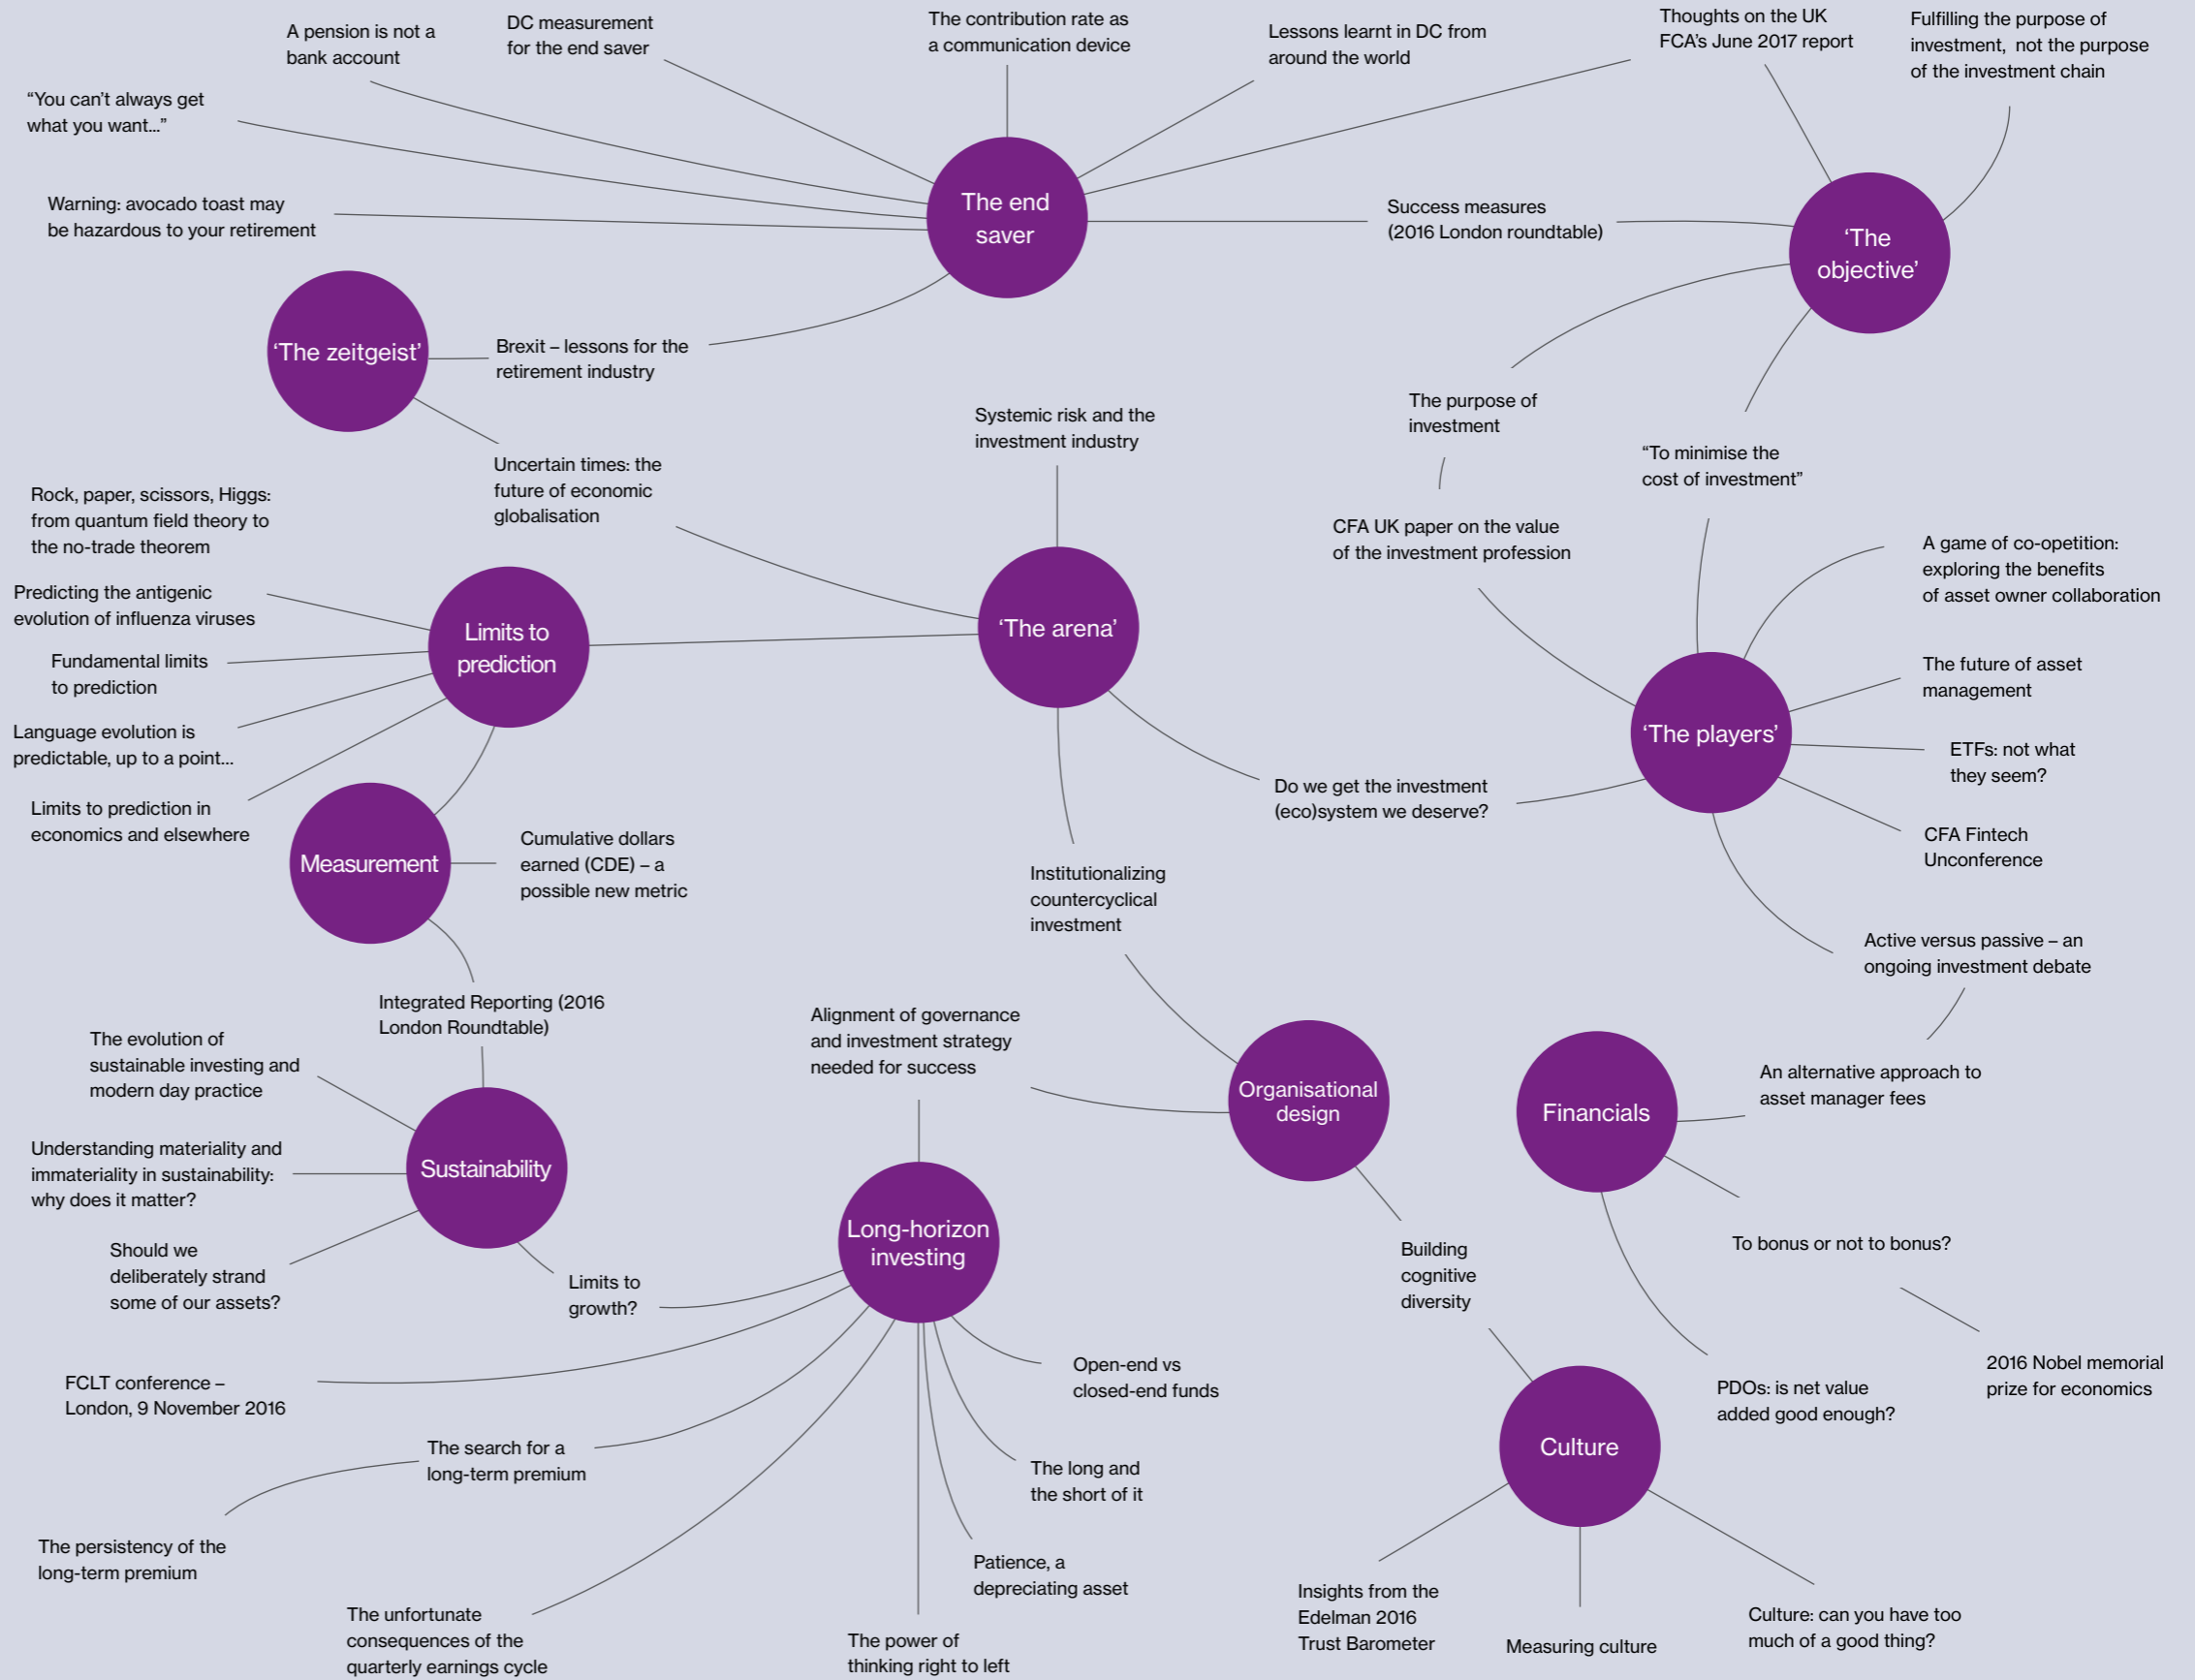 A pension is not a
bank account
DC measurement
for the end saver
The contribution rate as
a communication device
Lessons learnt in DC from
around the world
Thoughts on the UK
FCA’s June 2017 report
Fulfilling the purpose of
investment, not the purpose
of the investment chain
“You can’t always get
what you want...”
Warning: avocado toast may
be hazardous to your retirement
The end
saver
Success measures
(2016 London roundtable)
‘The
objective’
‘The zeitgeist’
Brexit – lessons for the
retirement industry
Systemic risk and the
investment industry
The purpose of
investment
“To minimise the
cost of investment”
Uncertain times: the
future of economic
globalisation
Rock, paper, scissors, Higgs:
from quantum field theory to
the no-trade theorem
CFA UK paper on the value
of the investment profession
A game of co-opetition:
exploring the benefits
of asset owner collaboration
Predicting the antigenic
evolution of influenza viruses
Limits to
prediction
‘The arena’
Fundamental limits
to prediction
The future of asset
management
Language evolution is
predictable, up to a point...
‘The players’
ETFs: not what
they seem?
Limits to prediction in
economics and elsewhere
Do we get the investment
(eco)system we deserve?
CFA Fintech
Unconference
Measurement
Cumulative dollars
earned (CDE) – a
possible new metric
Institutionalizing
countercyclical
investment
Active versus passive – an
ongoing investment debate
Integrated Reporting (2016
London Roundtable)
Alignment of governance
and investment strategy
needed for success
The evolution of
sustainable investing and
modern day practice
Organisational
design
Financials
An alternative approach to
asset manager fees
Understanding materiality and
immateriality in sustainability:
why does it matter?
Sustainability
Long-horizon
investing
Should we
deliberately strand
some of our assets?
Limits to
growth?
Building
cognitive
diversity
To bonus or not to bonus?
FCLT conference –
London, 9 November 2016
Open-end vs
closed-end funds
2016 Nobel memorial
prize for economics
PDOs: is net value
added good enough?
The search for a
long-term premium
The long and
the short of it
Culture
The persistency of the
long-term premium
Patience, a
depreciating asset
The unfortunate
consequences of the
quarterly earnings cycle
The power of
thinking right to left
Insights from the
Edelman 2016
Trust Barometer
Measuring culture
Culture: can you have too
much of a good thing?